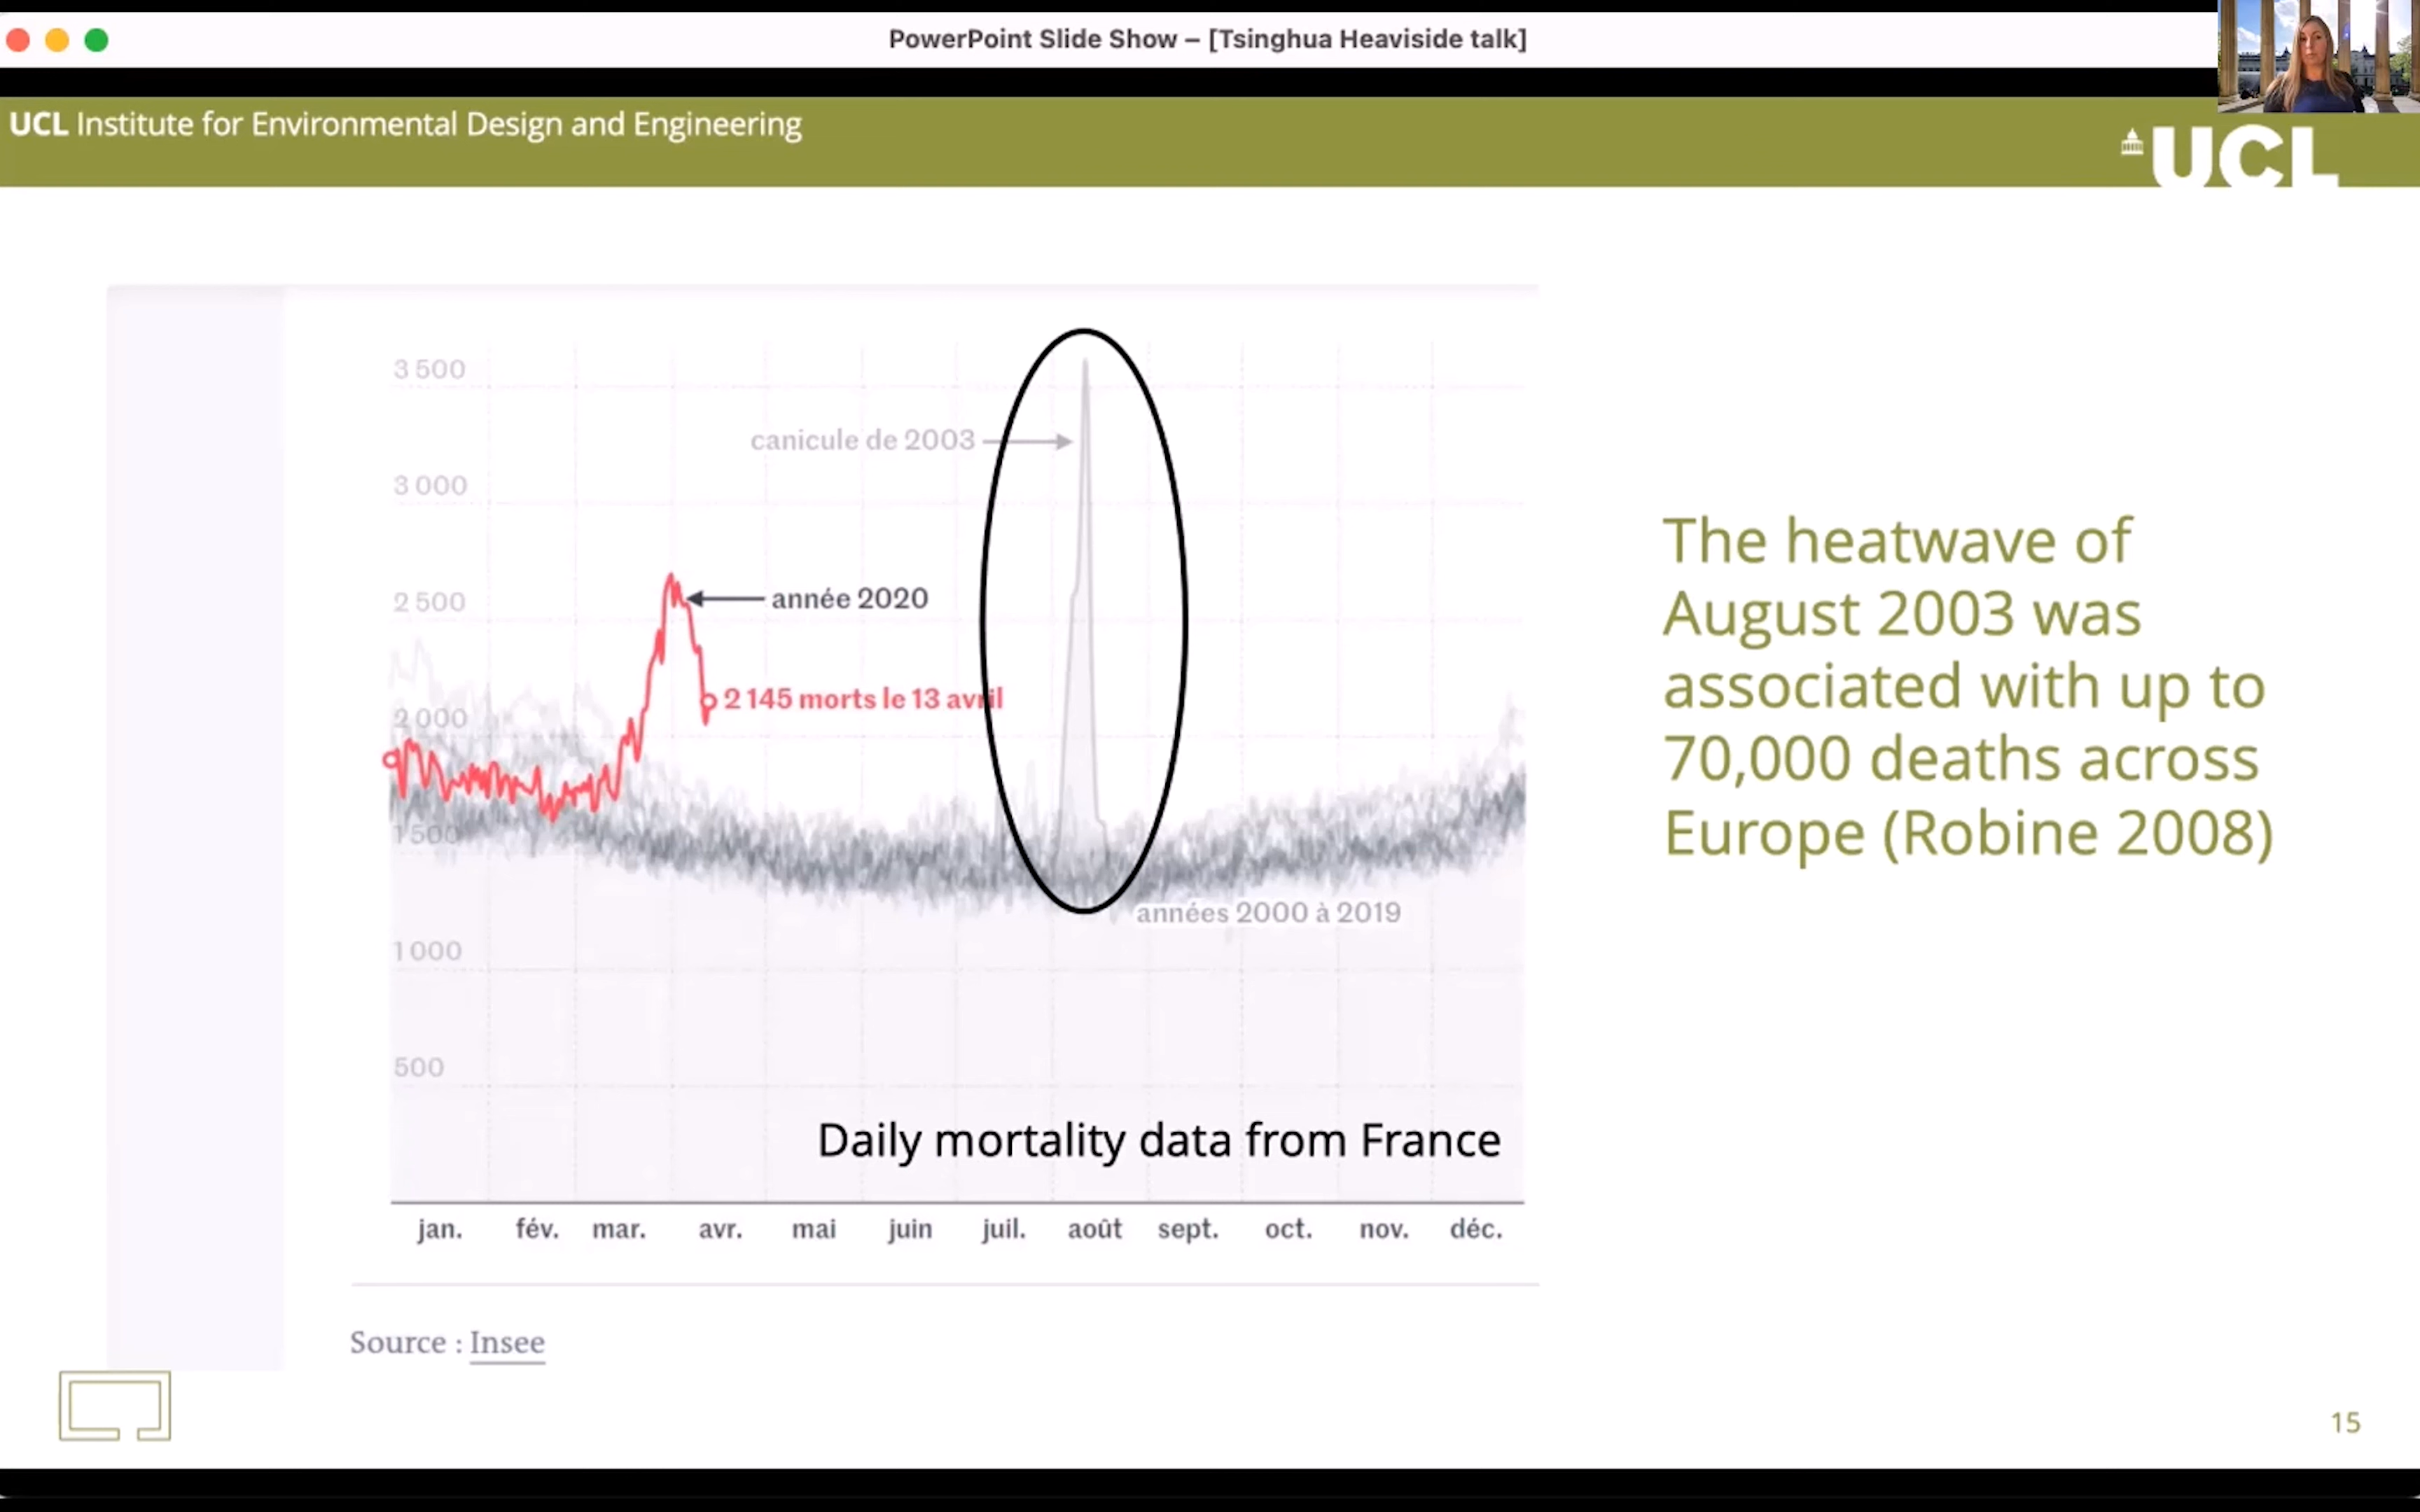 PowerPoint Slide Show – [Tsinghua Heaviside talk]
UCL Institute for Environmental Design and Engineering
UCL
3 500
canicule de 2003
3 000
2 500
année 2020
2 145 morts le 13 avril
2 000
1 500
années 2000 à 2019
1 000
500
Daily mortality data from France
jan. fév. mar. avr. mai juin juil. août sept. oct. nov. déc.
Source : Insee
The heatwave of
August 2003 was
associated with up to
70,000 deaths across
Europe (Robine 2008)
15